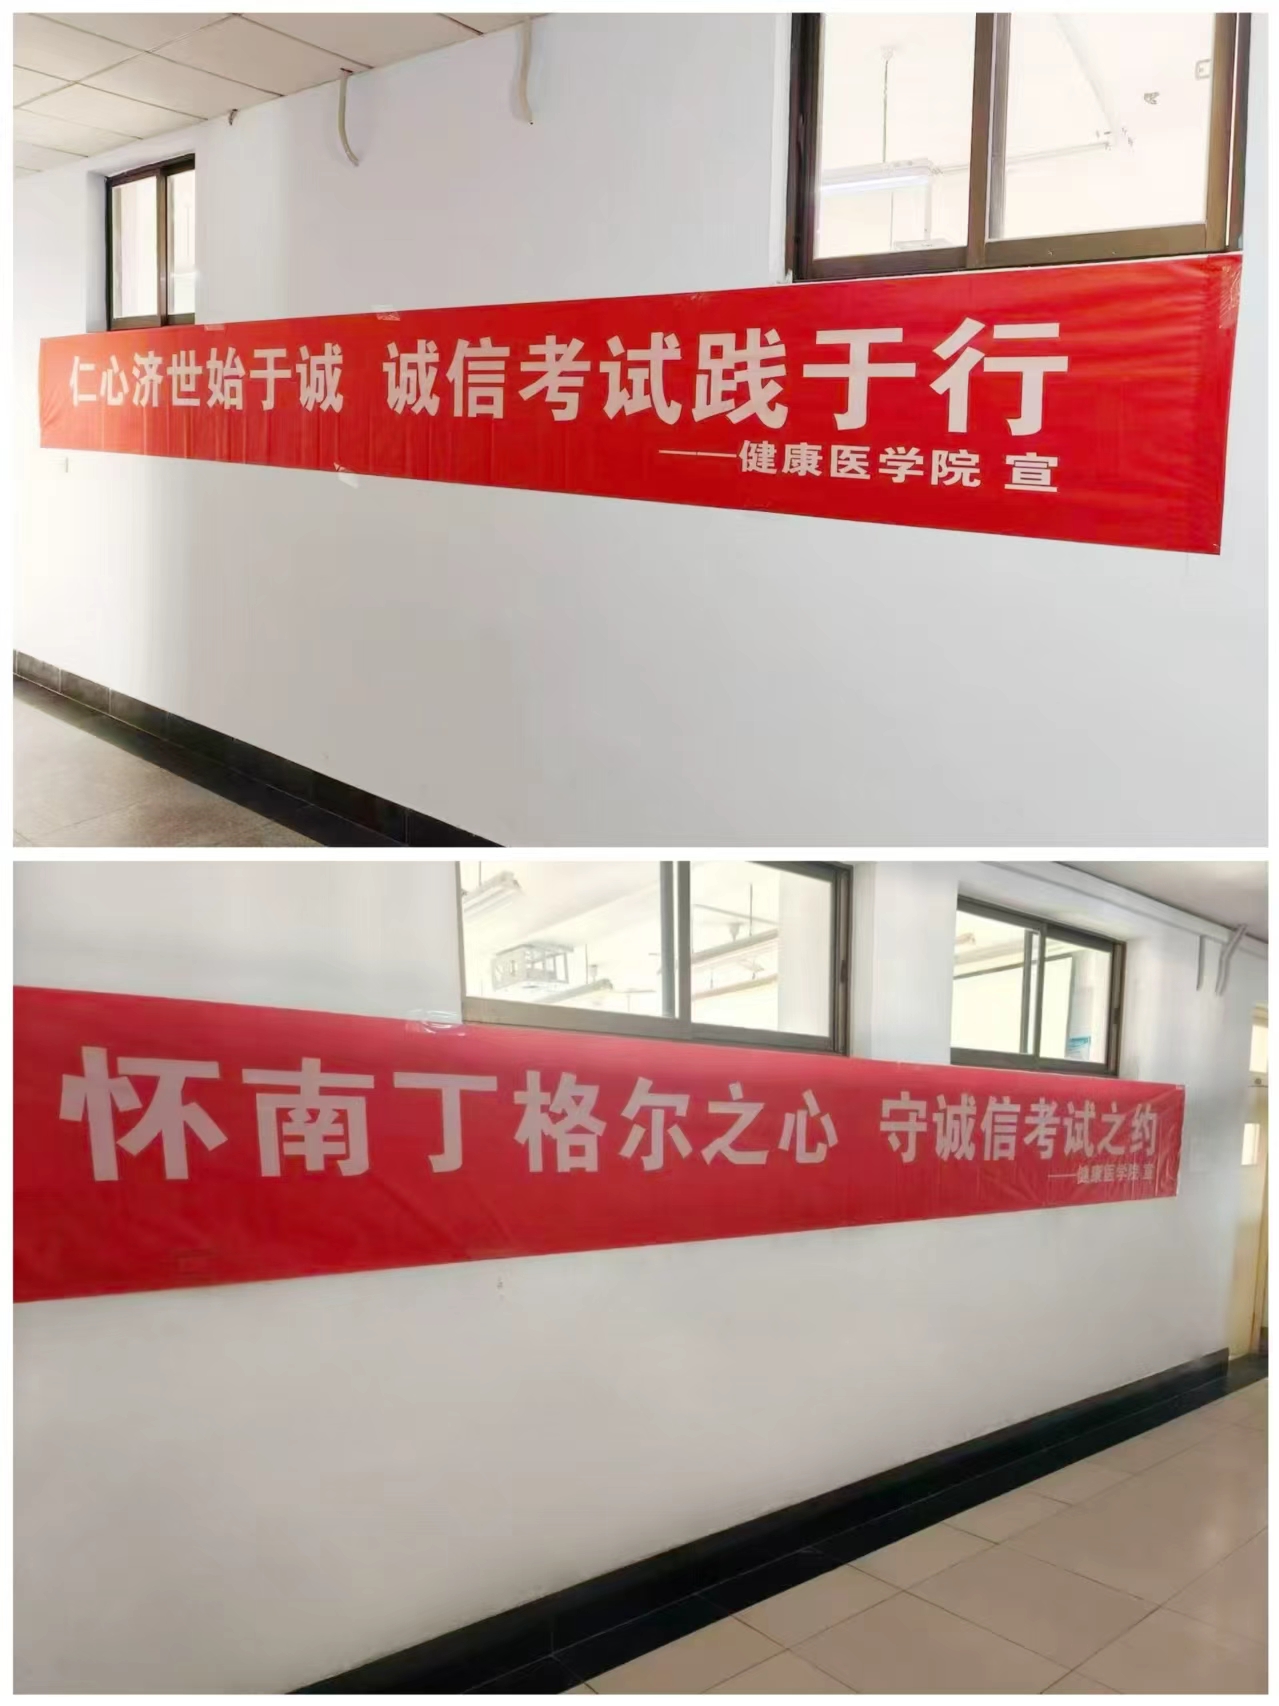 仁心济世始于诚 诚信考试践于行
——健康医学院 宣
怀南丁格尔之心 守诚信考试之约
——健康医学院 宣